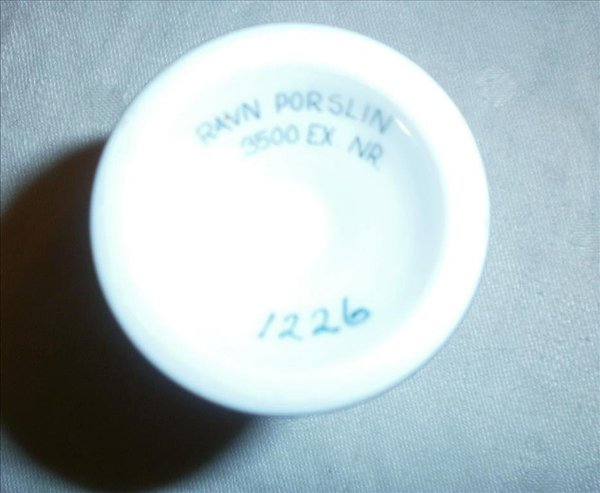 RAVN PORSLIN
3500 EX NR
1226